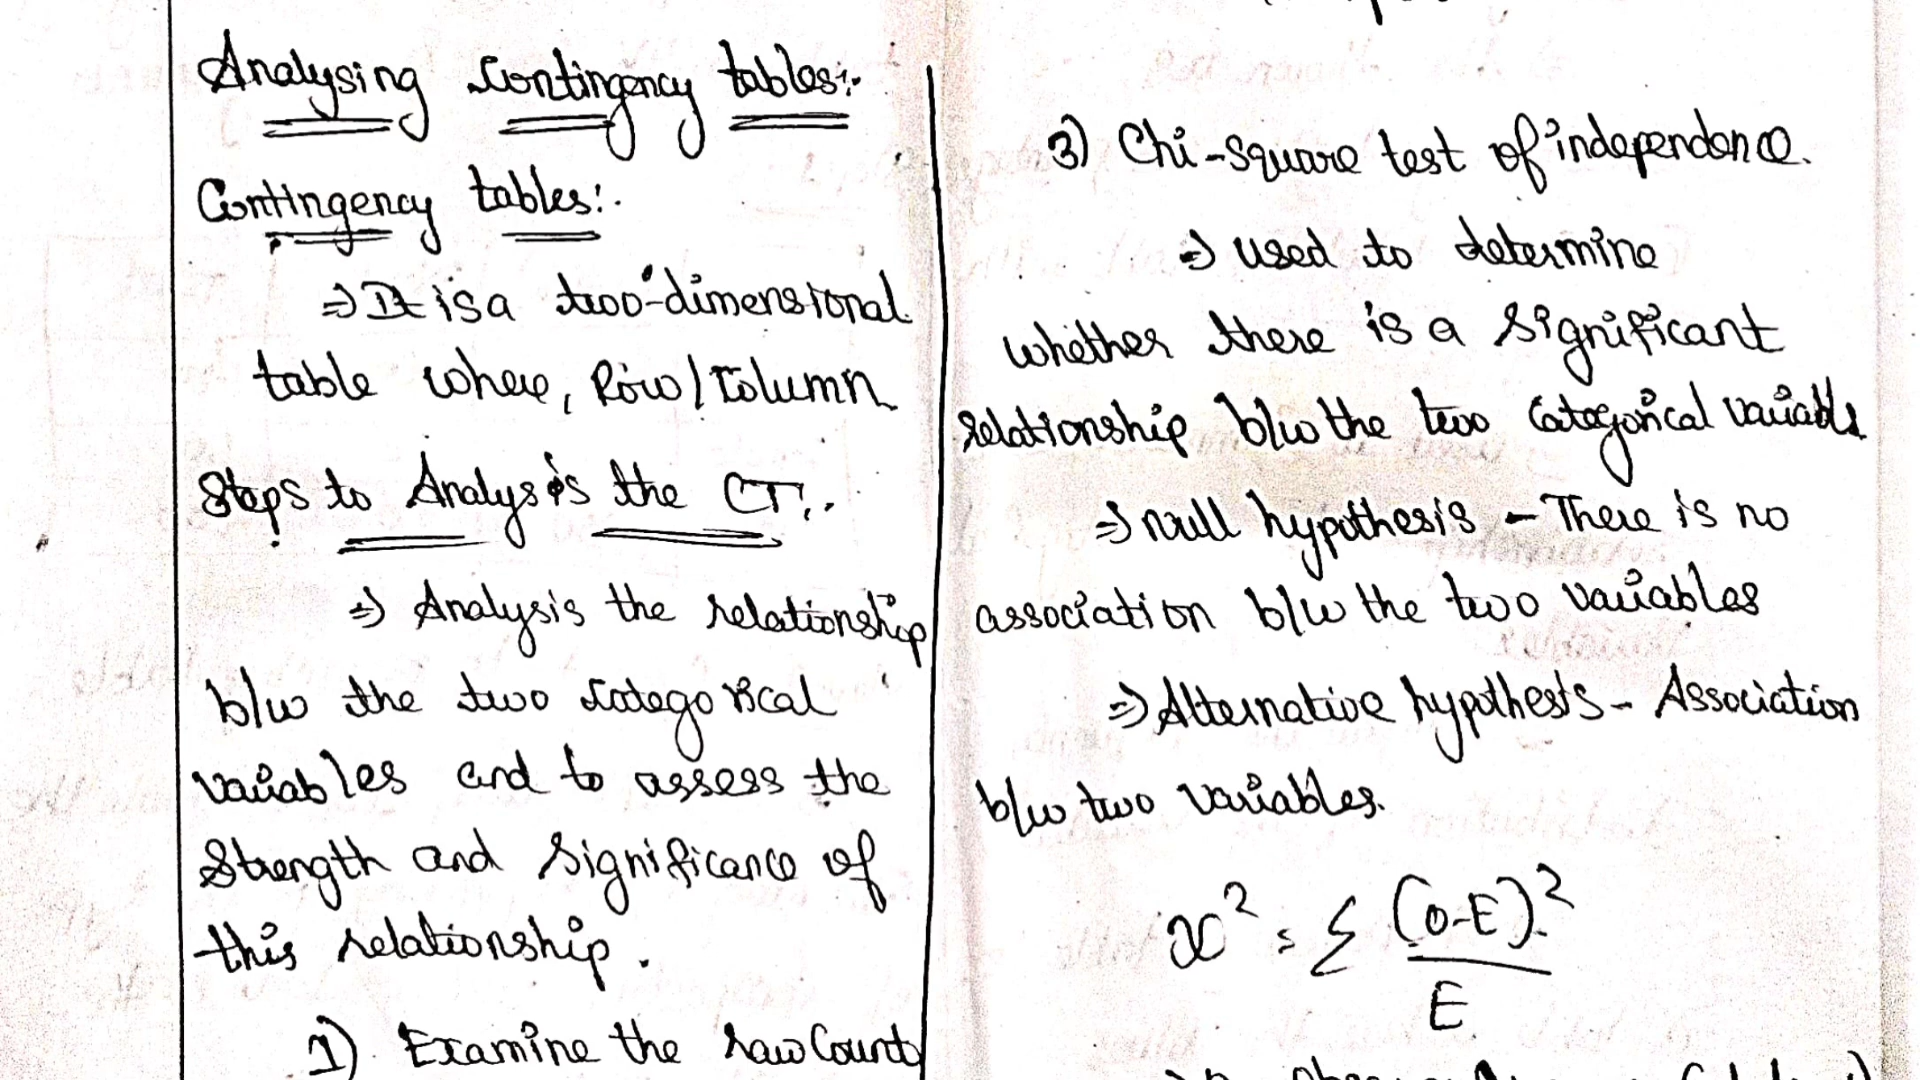 Analysing Contingency tables:-
Contingency tables:-
⇒ It is a two-dimensional
table where, Row/Column
Steps to Analysis the CT:-
⇒ Analysis the relationship
b/w the two categorical
variables and to assess the
strength and significance of
this relationship.
1) Examine the raw Counts
3) Chi-square test of independence.
⇒ used to determine
whether there is a significant
relationship b/w the two categorical variable
⇒ null hypothesis - There is no
association b/w the two variables
⇒ Alternative hypothesis - Association
b/w two variables.
x² = Σ (O-E)²
E